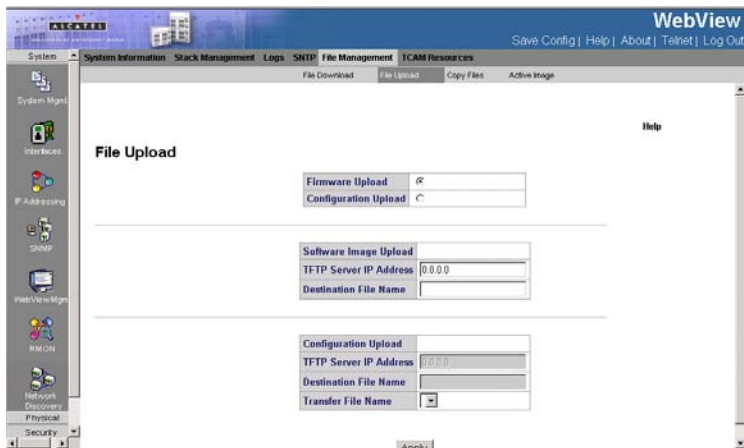 ALCATEL
WebView
Save Config | Help | About | Telnet | Log Out
System
System Information Stack Management Logs SNTP File Management TCAM Resources
File Download File Upload Copy Files Active Image
System Mgmt
Interfaces
IP Addressing
SNMP
WebViewMgm
RMON
Network
Discovery
Physical
Security
Help
File Upload
Firmware Upload
Configuration Upload
Software Image Upload
TFTP Server IP Address 0.0.0.0
Destination File Name
Configuration Upload
TFTP Server IP Address 0.0.0.0
Destination File Name
Transfer File Name
Apply